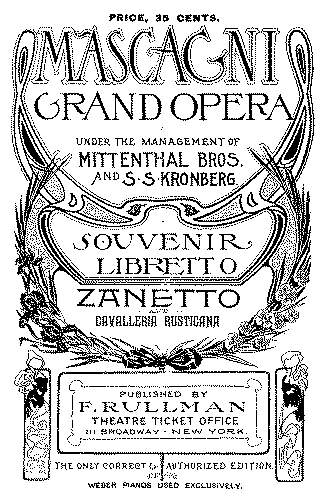 PRICE, 35 CENTS.
MASCAGNI
GRAND OPERA
UNDER THE MANAGEMENT OF
MITTENTHAL BROS.
AND S. S. KRONBERG.
SOUVENIR
LIBRETTO
ZANETTO
AND
CAVALLERIA RUSTICANA
PUBLISHED BY
F. RULLMAN
THEATRE TICKET OFFICE
111 BROADWAY - NEW YORK.
THE ONLY CORRECT & AUTHORIZED EDITION.
WEBER PIANOS USED EXCLUSIVELY.